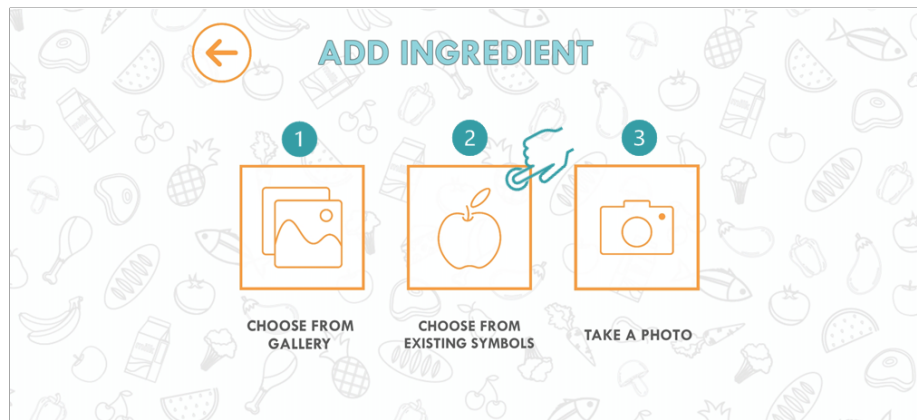 ADD INGREDIENT
1
2
3
CHOOSE FROM
GALLERY
CHOOSE FROM
EXISTING SYMBOLS
TAKE A PHOTO